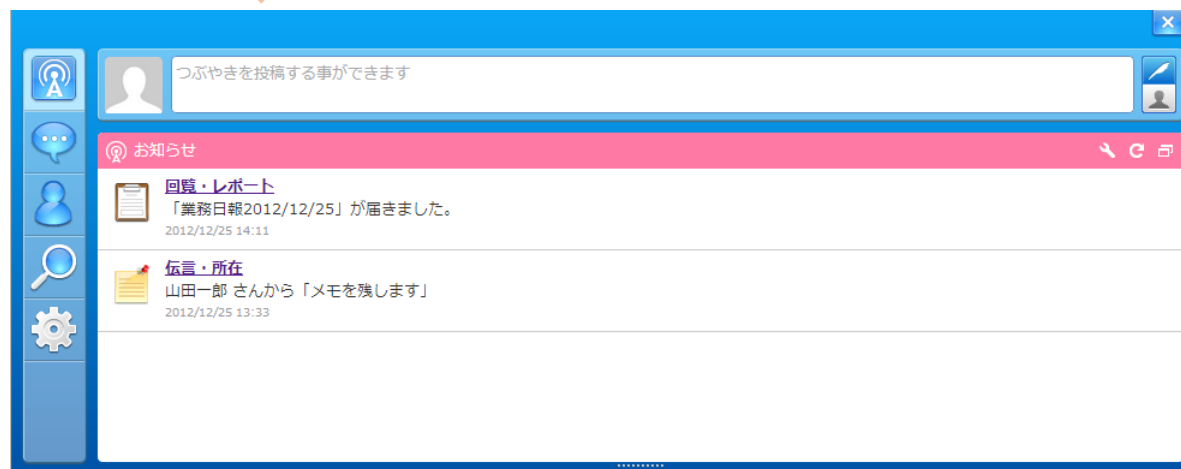 つぶやきを投稿する事ができます
お知らせ
回覧・レポート
「業務日報2012/12/25」が届きました。
2012/12/25 14:11
伝言・所在
山田一郎 さんから「メモを残します」
2012/12/25 13:33